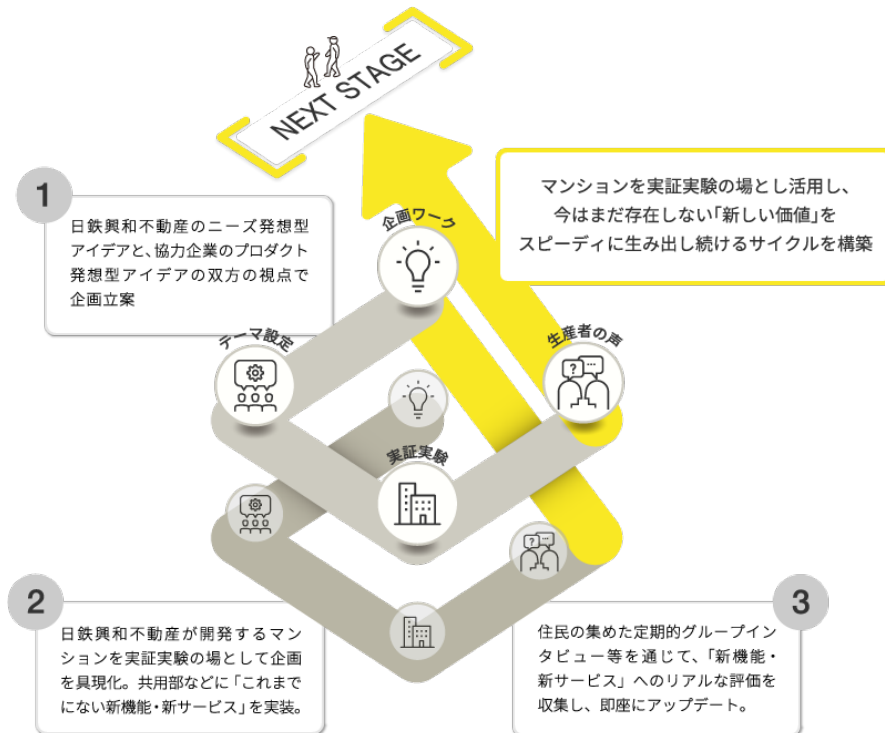 NEXT STAGE
1
日鉄興和不動産のニーズ発想型
アイデアと、協力企業のプロダクト
発想型アイデアの双方の視点で
企画立案
マンションを実証実験の場とし活用し、
今はまだ存在しない「新しい価値」を
スピーディに生み出し続けるサイクルを構築
企画ワーク
テーマ設定
生産者の声
実証実験
2
日鉄興和不動産が開発するマン
ションを実証実験の場として企画
を具現化。共用部などに「これまで
にない新機能・新サービス」を実装。
3
住民の集めた定期的グループイン
タビュー等を通じて、「新機能・
新サービス」へのリアルな評価を
収集し、即座にアップデート。